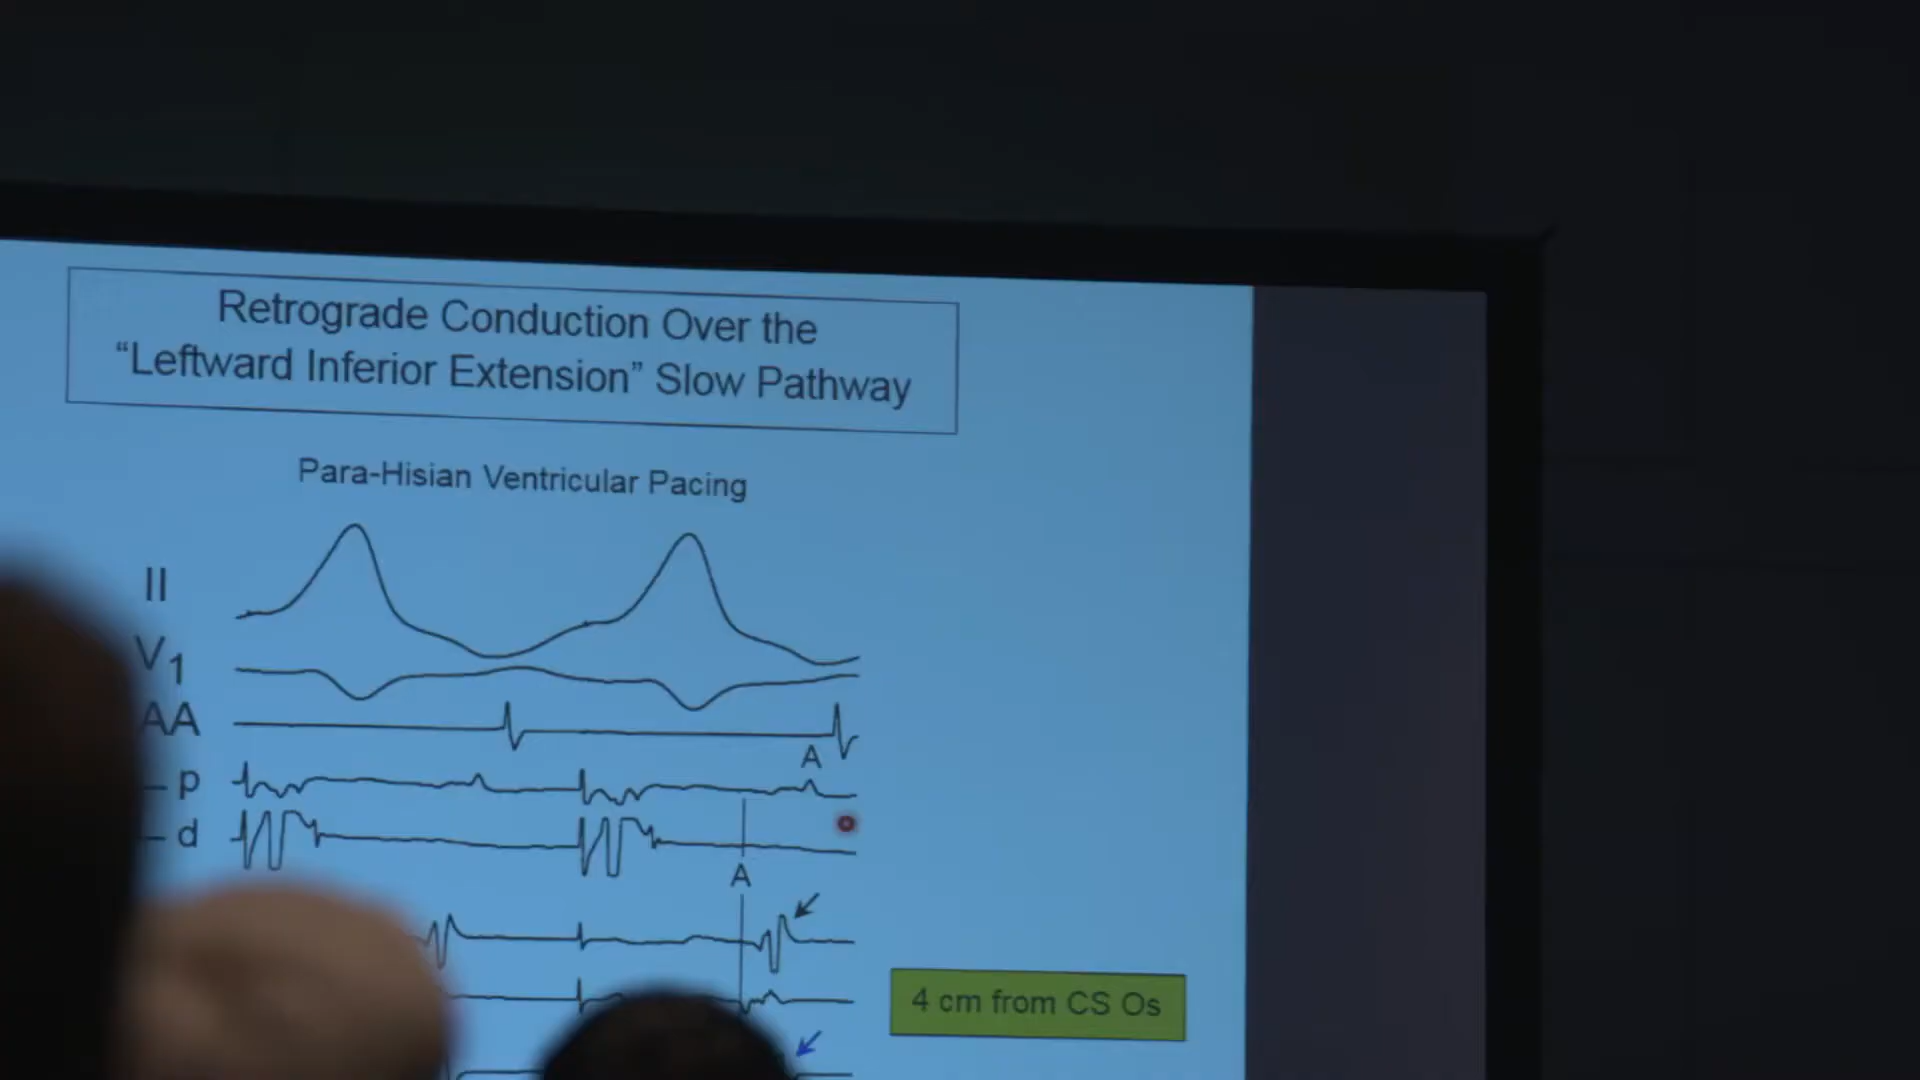 Retrograde Conduction Over the
“Leftward Inferior Extension” Slow Pathway
Para-Hisian Ventricular Pacing
II
V1
AA
A
p
d
A
4 cm from CS Os